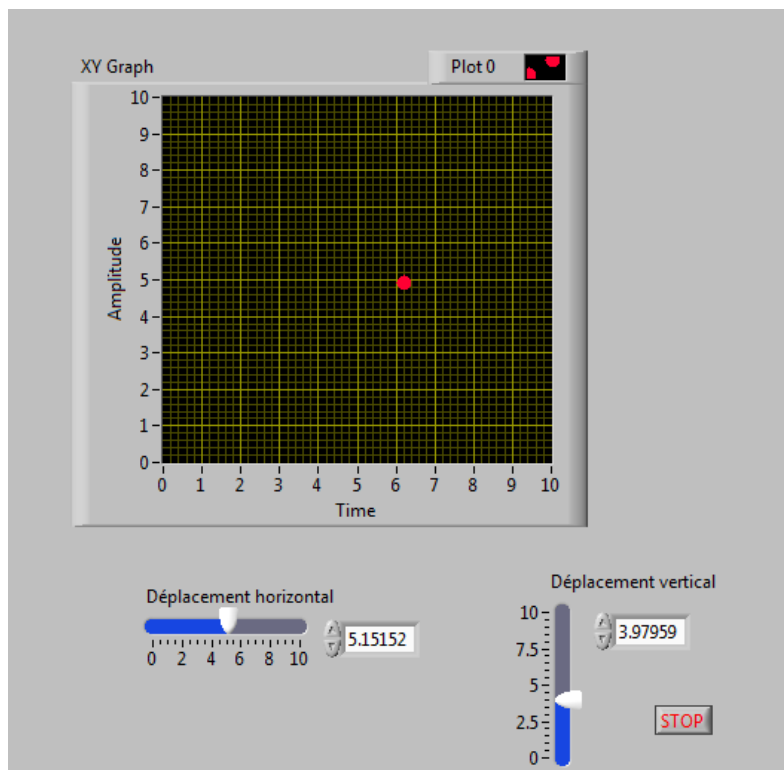 XY Graph
Plot 0
10
9
8
7
6
5
4
3
2
1
0
Amplitude
0 1 2 3 4 5 6 7 8 9 10
Time
Déplacement horizontal
0 2 4 6 8 10
5.15152
Déplacement vertical
10
7.5
5
2.5
0
3.97959
STOP